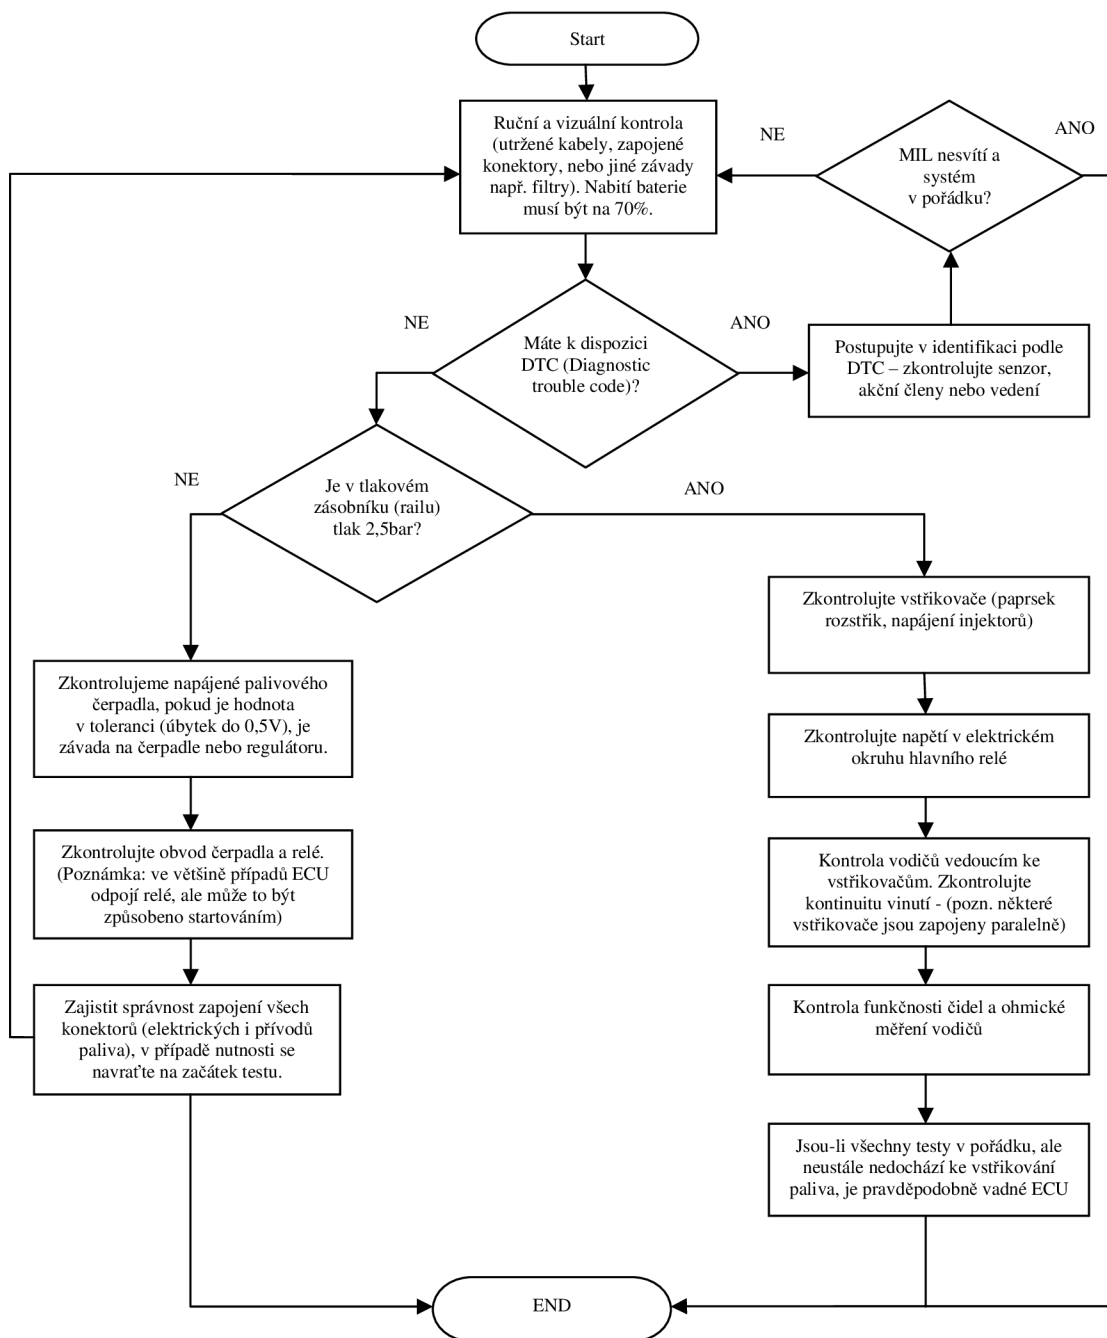 Start
Ruční a vizuální kontrola
(utržené kabely, zapojené
konektory, nebo jiné závady
např. filtry). Nabití baterie
musí být na 70%.
NE
ANO
MIL nesvítí a
systém
v pořádku?
NE
ANO
Máte k dispozici
DTC (Diagnostic
trouble code)?
Postupujte v identifikaci podle
DTC – zkontrolujte senzor,
akční členy nebo vedení
NE
ANO
Je v tlakovém
zásobníku (railu)
tlak 2,5bar?
Zkontrolujte vstřikovače (paprsek
rozstřik, napájení injektorů)
Zkontrolujeme napájené palivového
čerpadla, pokud je hodnota
v toleranci (úbytek do 0,5V), je
závada na čerpadle nebo regulátoru.
Zkontrolujte napětí v elektrickém
okruhu hlavního relé
Zkontrolujte obvod čerpadla a relé.
(Poznámka: ve většině případů ECU
odpojí relé, ale může to být
způsobeno startováním)
Kontrola vodičů vedoucím ke
vstřikovačům. Zkontrolujte
kontinuitu vinutí - (pozn. některé
vstřikovače jsou zapojeny paralelně)
Zajistit správnost zapojení všech
konektorů (elektrických i přívodů
paliva), v případě nutnosti se
navraťte na začátek testu.
Kontrola funkčnosti čidel a ohmické
měření vodičů
Jsou-li všechny testy v pořádku, ale
neustále nedochází ke vstřikování
paliva, je pravděpodobně vadné ECU
END